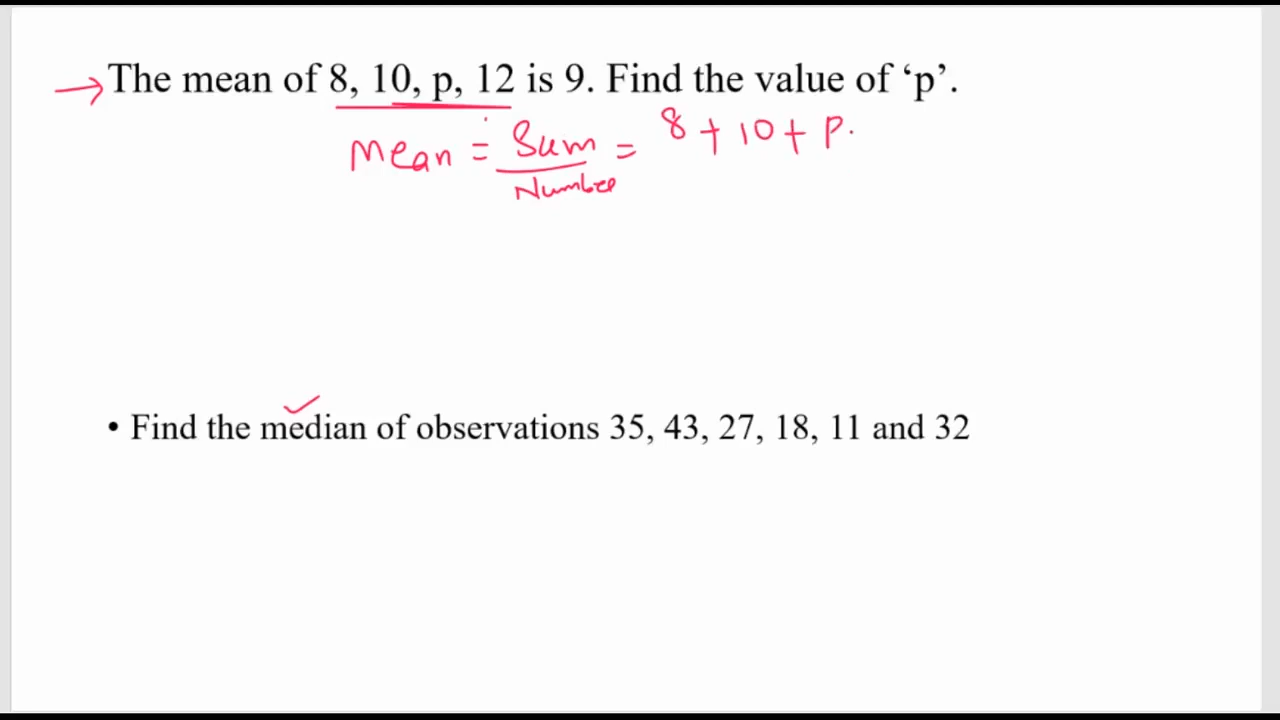 → The mean of 8, 10, p, 12 is 9. Find the value of ‘p’.
Mean = Sum / Number = 8 + 10 + p.
• Find the median of observations 35, 43, 27, 18, 11 and 32